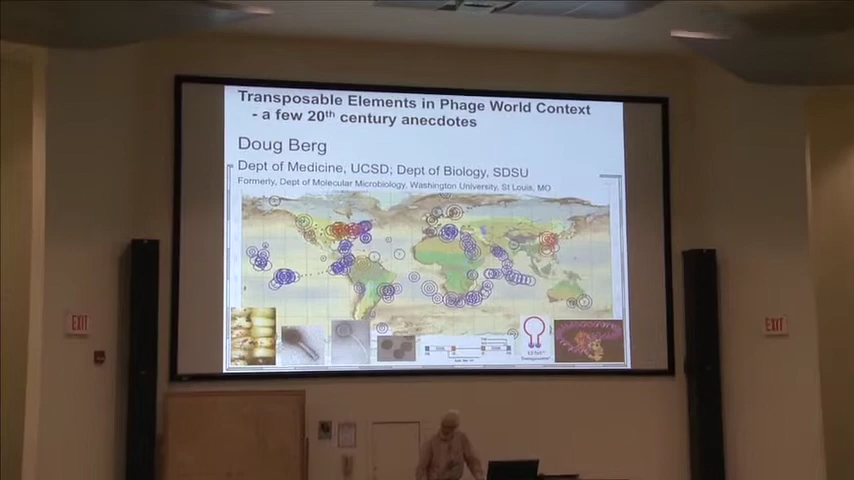 Transposable Elements in Phage World Context
- a few 20th century anecdotes
Doug Berg
Dept of Medicine, UCSD; Dept of Biology, SDSU
Formerly, Dept of Molecular Microbiology, Washington University, St Louis, MO
EXIT
EXIT